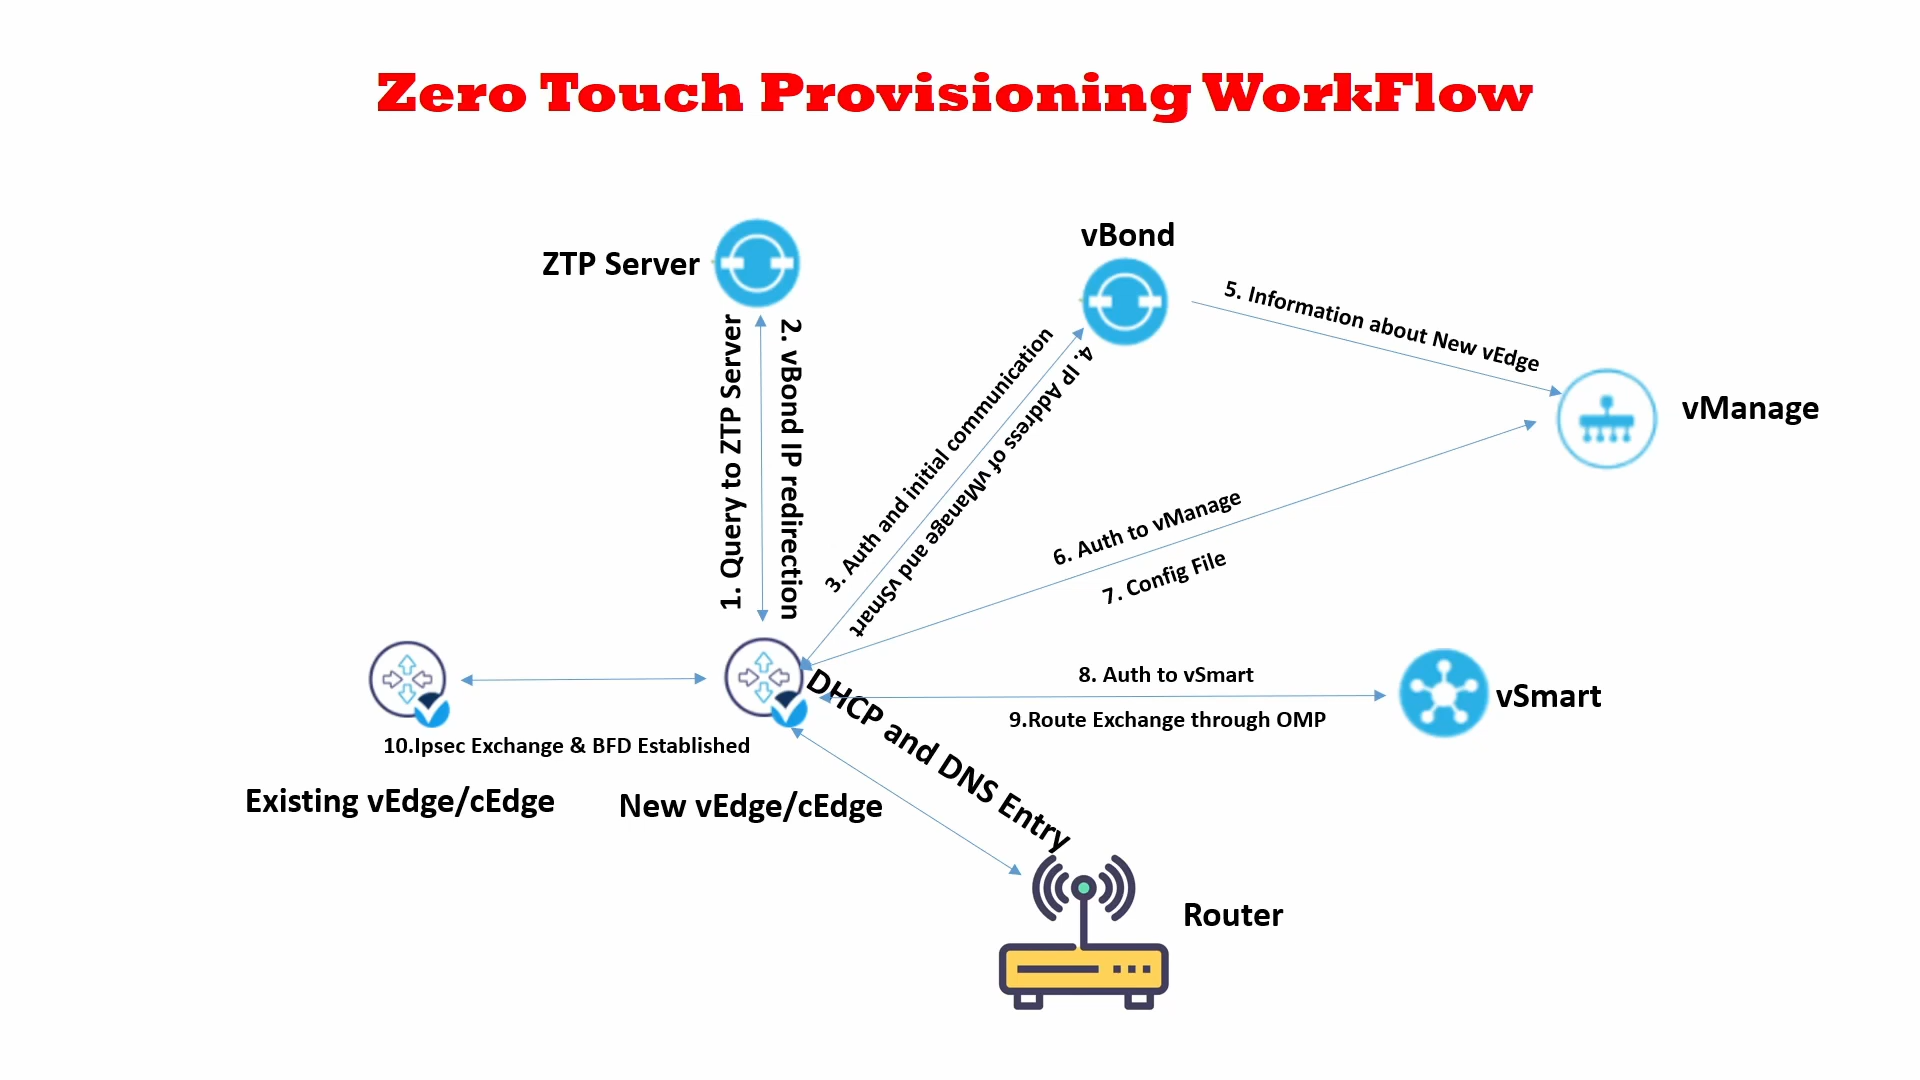 Zero Touch Provisioning WorkFlow
vBond
ZTP Server
5. Information about New vEdge
vManage
1. Query to ZTP Server
2. vBond IP redirection
3. Auth and initial communication
4. IP Address of vManage and vSmart
6. Auth to vManage
7. Config File
8. Auth to vSmart
vSmart
9.Route Exchange through OMP
DHCP and DNS Entry
10.Ipsec Exchange & BFD Established
Existing vEdge/cEdge
New vEdge/cEdge
Router